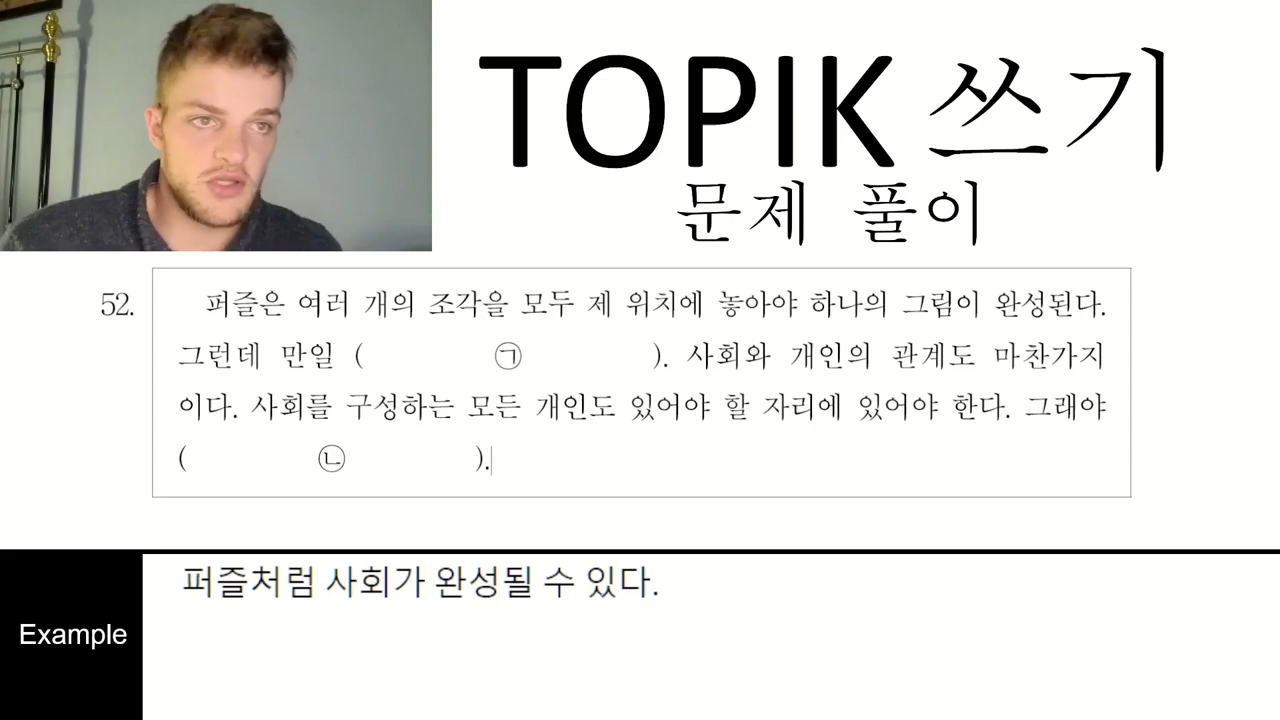 TOPIK 쓰기
문제 풀이
52. 퍼즐은 여러 개의 조각을 모두 제 위치에 놓아야 하나의 그림이 완성된다.
그런데 만일 ( ㉠ ). 사회와 개인의 관계도 마찬가지
이다. 사회를 구성하는 모든 개인도 있어야 할 자리에 있어야 한다. 그래야
( ㉡ ).
퍼즐처럼 사회가 완성될 수 있다.
Example